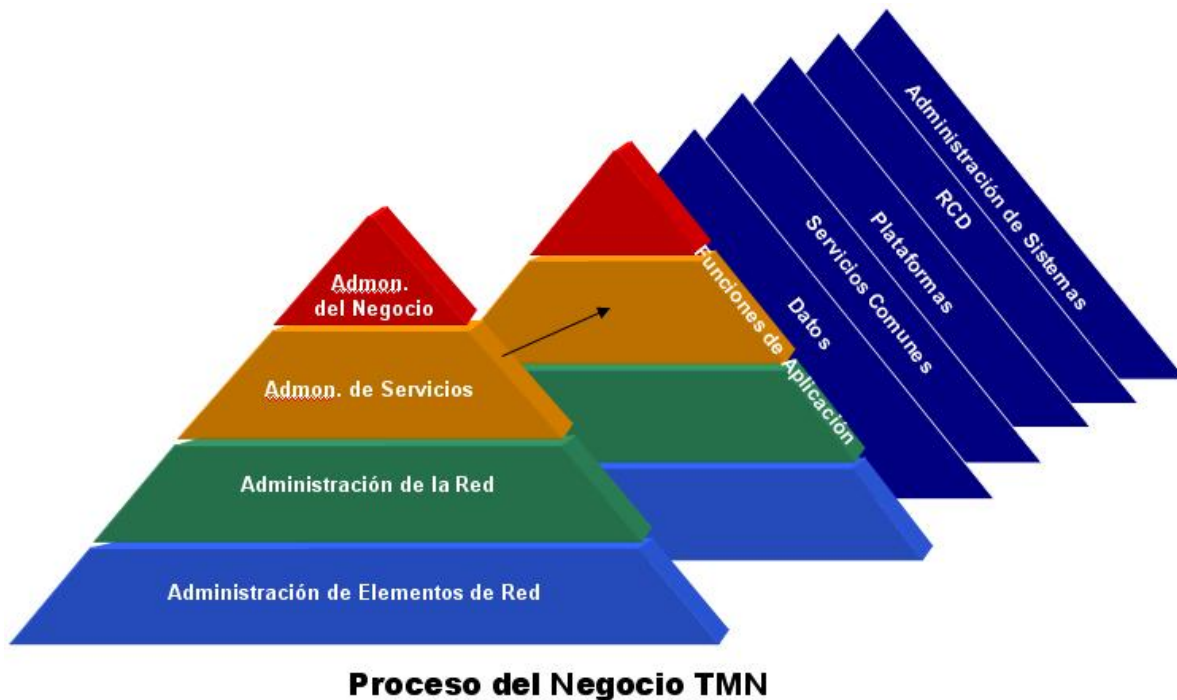 Admon.
del Negocio
Admon. de Servicios
Administración de la Red
Administración de Elementos de Red
Funciones de Aplicación
Datos
Servicios Comunes
Plataformas
RCD
Administración de Sistemas
Proceso del Negocio TMN